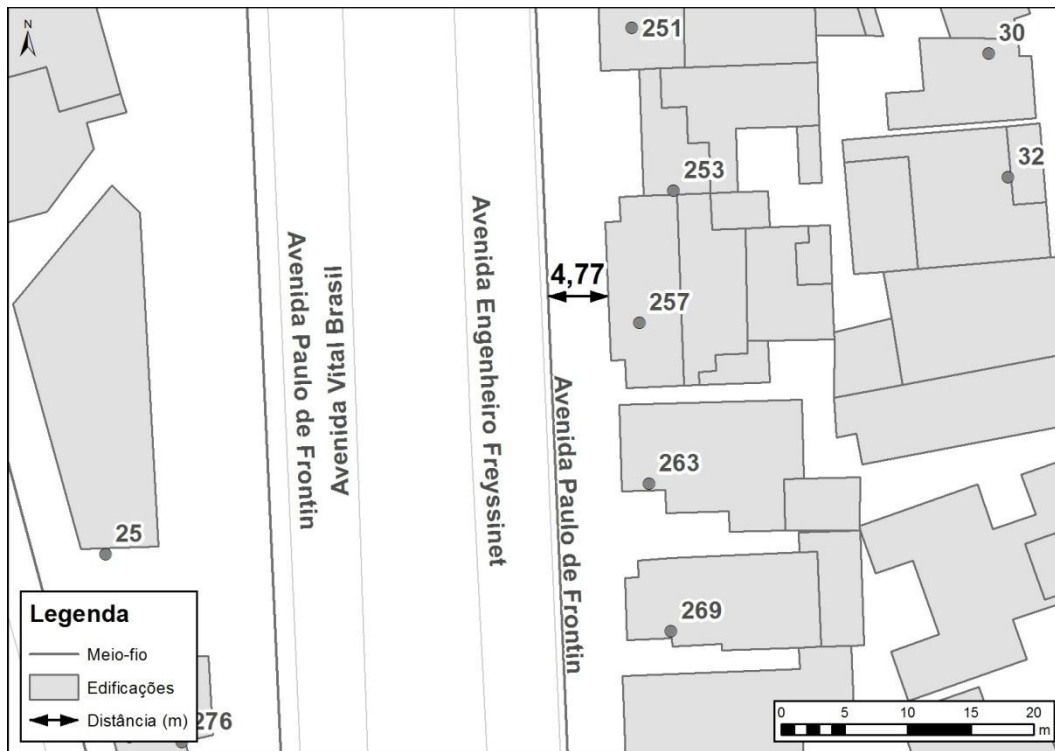 N
251
30
253
32
4,77
257
Avenida Paulo de Frontin
Avenida Vital Brasil
Avenida Engenheiro Freyssinet
Avenida Paulo de Frontin
263
25
269
276
Legenda
Meio-fio
Edificações
Distância (m)
0 5 10 15 20
m